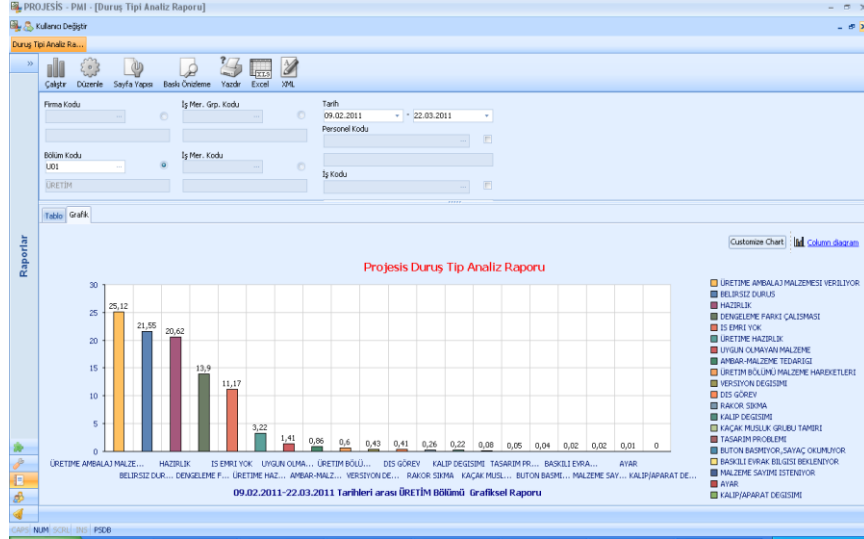 PROJESİS - PMI - [Duruş Tipi Analiz Raporu]
Kullanıcı Değiştir
Duruş Tipi Analiz Ra...
»
Çalıştır Düzenle Sayfa Yapısı Baskı Önizleme Yazdır Excel XML
Firma Kodu İş Mer. Grp. Kodu Tarih
09.02.2011 - 22.03.2011
Personel Kodu
Bölüm Kodu İş Mer. Kodu
U01
İş Kodu
ÜRETİM
Tablo Grafik
Raporlar
Customize Chart Column diagram
Projesis Duruş Tip Analiz Raporu
30
25
20
15
10
5
0
25,12
21,55
20,62
13,9
11,17
3,22
1,41
0,86
0,6
0,43
0,41
0,26
0,22
0,08
0,05
0,04
0,02
0,02
0,01
0
ÜRETIME AMBALAJ MALZE... HAZIRLIK IS EMRI YOK UYGUN OLMA... ÜRETIM BÖLÜ... DIS GÖREV KALIP DEGISIMI TASARIM PR... BASKILI EVRA... AYAR
BELIRSIZ DUR... DENGELEME F... ÜRETIME HAZ... AMBAR-MALZ... VERSIYON DE... RAKOR SIKMA KAÇAK MUSL... BUTON BASMI... MALZEME SAY... KALIP/APARAT DE...
09.02.2011-22.03.2011 Tarihleri arası ÜRETİM Bölümü Grafiksel Raporu
ÜRETIME AMBALAJ MALZEMESI VERILIYOR
BELIRSIZ DURUS
HAZIRLIK
DENGELEME FARKI ÇALISMASI
IS EMRI YOK
ÜRETIME HAZIRLIK
UYGUN OLMAYAN MALZEME
AMBAR-MALZEME TEDARIGI
ÜRETIM BÖLÜMÜ MALZEME HAREKETLERI
VERSIYON DEGISIMI
DIS GÖREV
RAKOR SIKMA
KALIP DEGISIMI
KAÇAK MUSLUK GRUBU TAMIRI
TASARIM PROBLEMI
BUTON BASMIYOR,SAYAÇ OKUMUYOR
BASKILI EVRAK BILGISI BEKLENIYOR
MALZEME SAYIMI ISTENIYOR
AYAR
KALIP/APARAT DEGISIMI
CAPS NUM SCRL INS PSDB